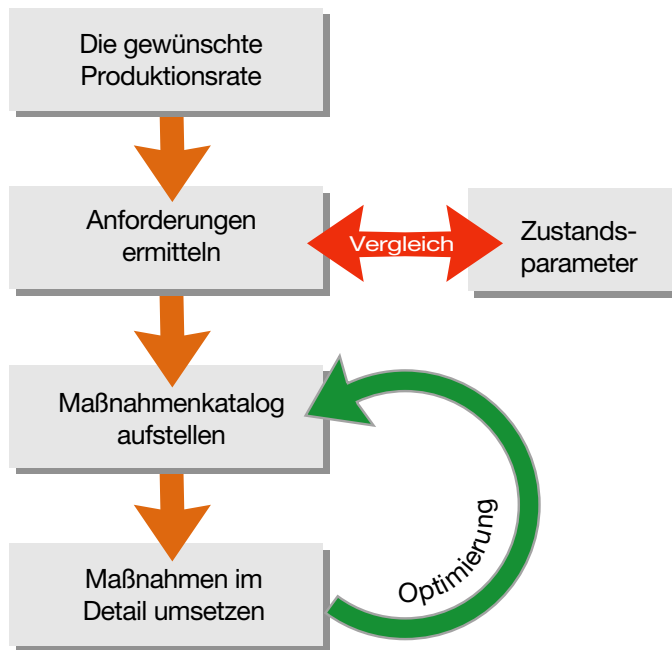 Die gewünschte
Produktionsrate
Anforderungen
ermitteln
Vergleich
Zustands-
parameter
Maßnahmenkatalog
aufstellen
Optimierung
Maßnahmen im
Detail umsetzen